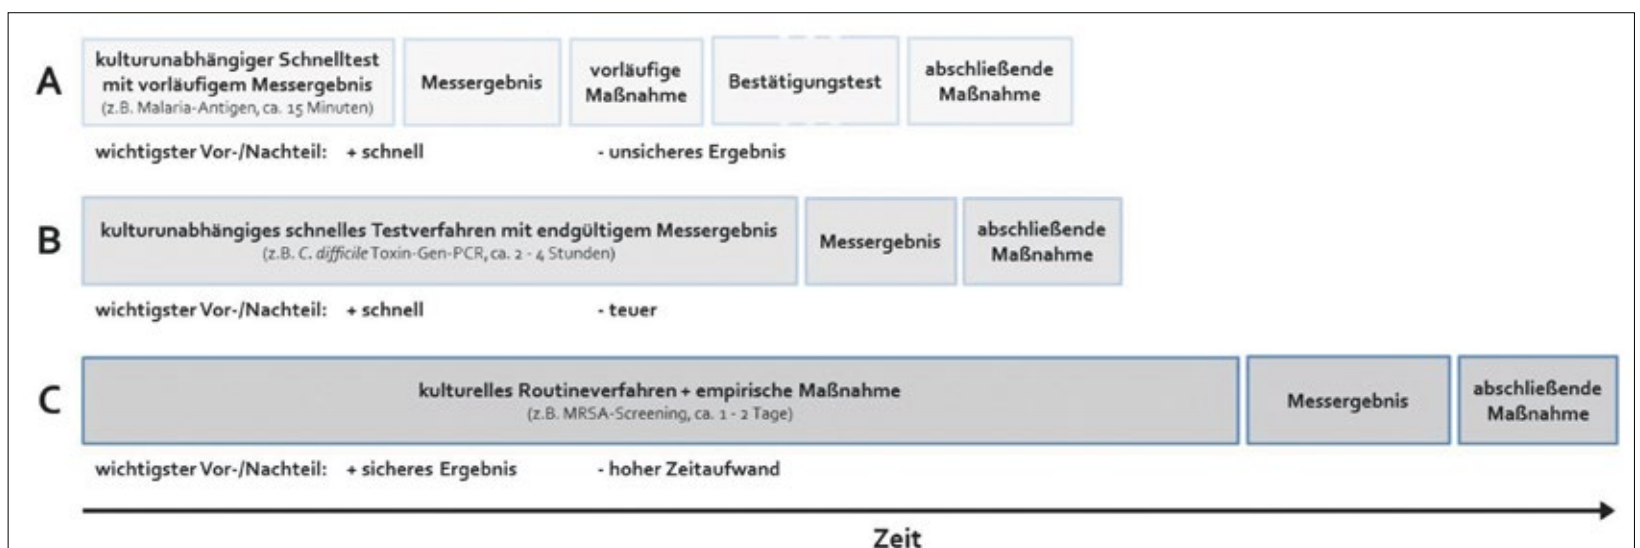 A
kulturunabhängiger Schnelltest
mit vorläufigem Messergebnis
(z.B. Malaria-Antigen, ca. 15 Minuten)
Messergebnis
vorläufige
Maßnahme
Bestätigungstest
abschließende
Maßnahme
wichtigster Vor-/Nachteil: + schnell - unsicheres Ergebnis
B
kulturunabhängiges schnelles Testverfahren mit endgültigem Messergebnis
(z.B. C. difficile Toxin-Gen-PCR, ca. 2 - 4 Stunden)
Messergebnis
abschließende
Maßnahme
wichtigster Vor-/Nachteil: + schnell - teuer
C
kulturelles Routineverfahren + empirische Maßnahme
(z.B. MRSA-Screening, ca. 1 - 2 Tage)
Messergebnis
abschließende
Maßnahme
wichtigster Vor-/Nachteil: + sicheres Ergebnis - hoher Zeitaufwand
Zeit